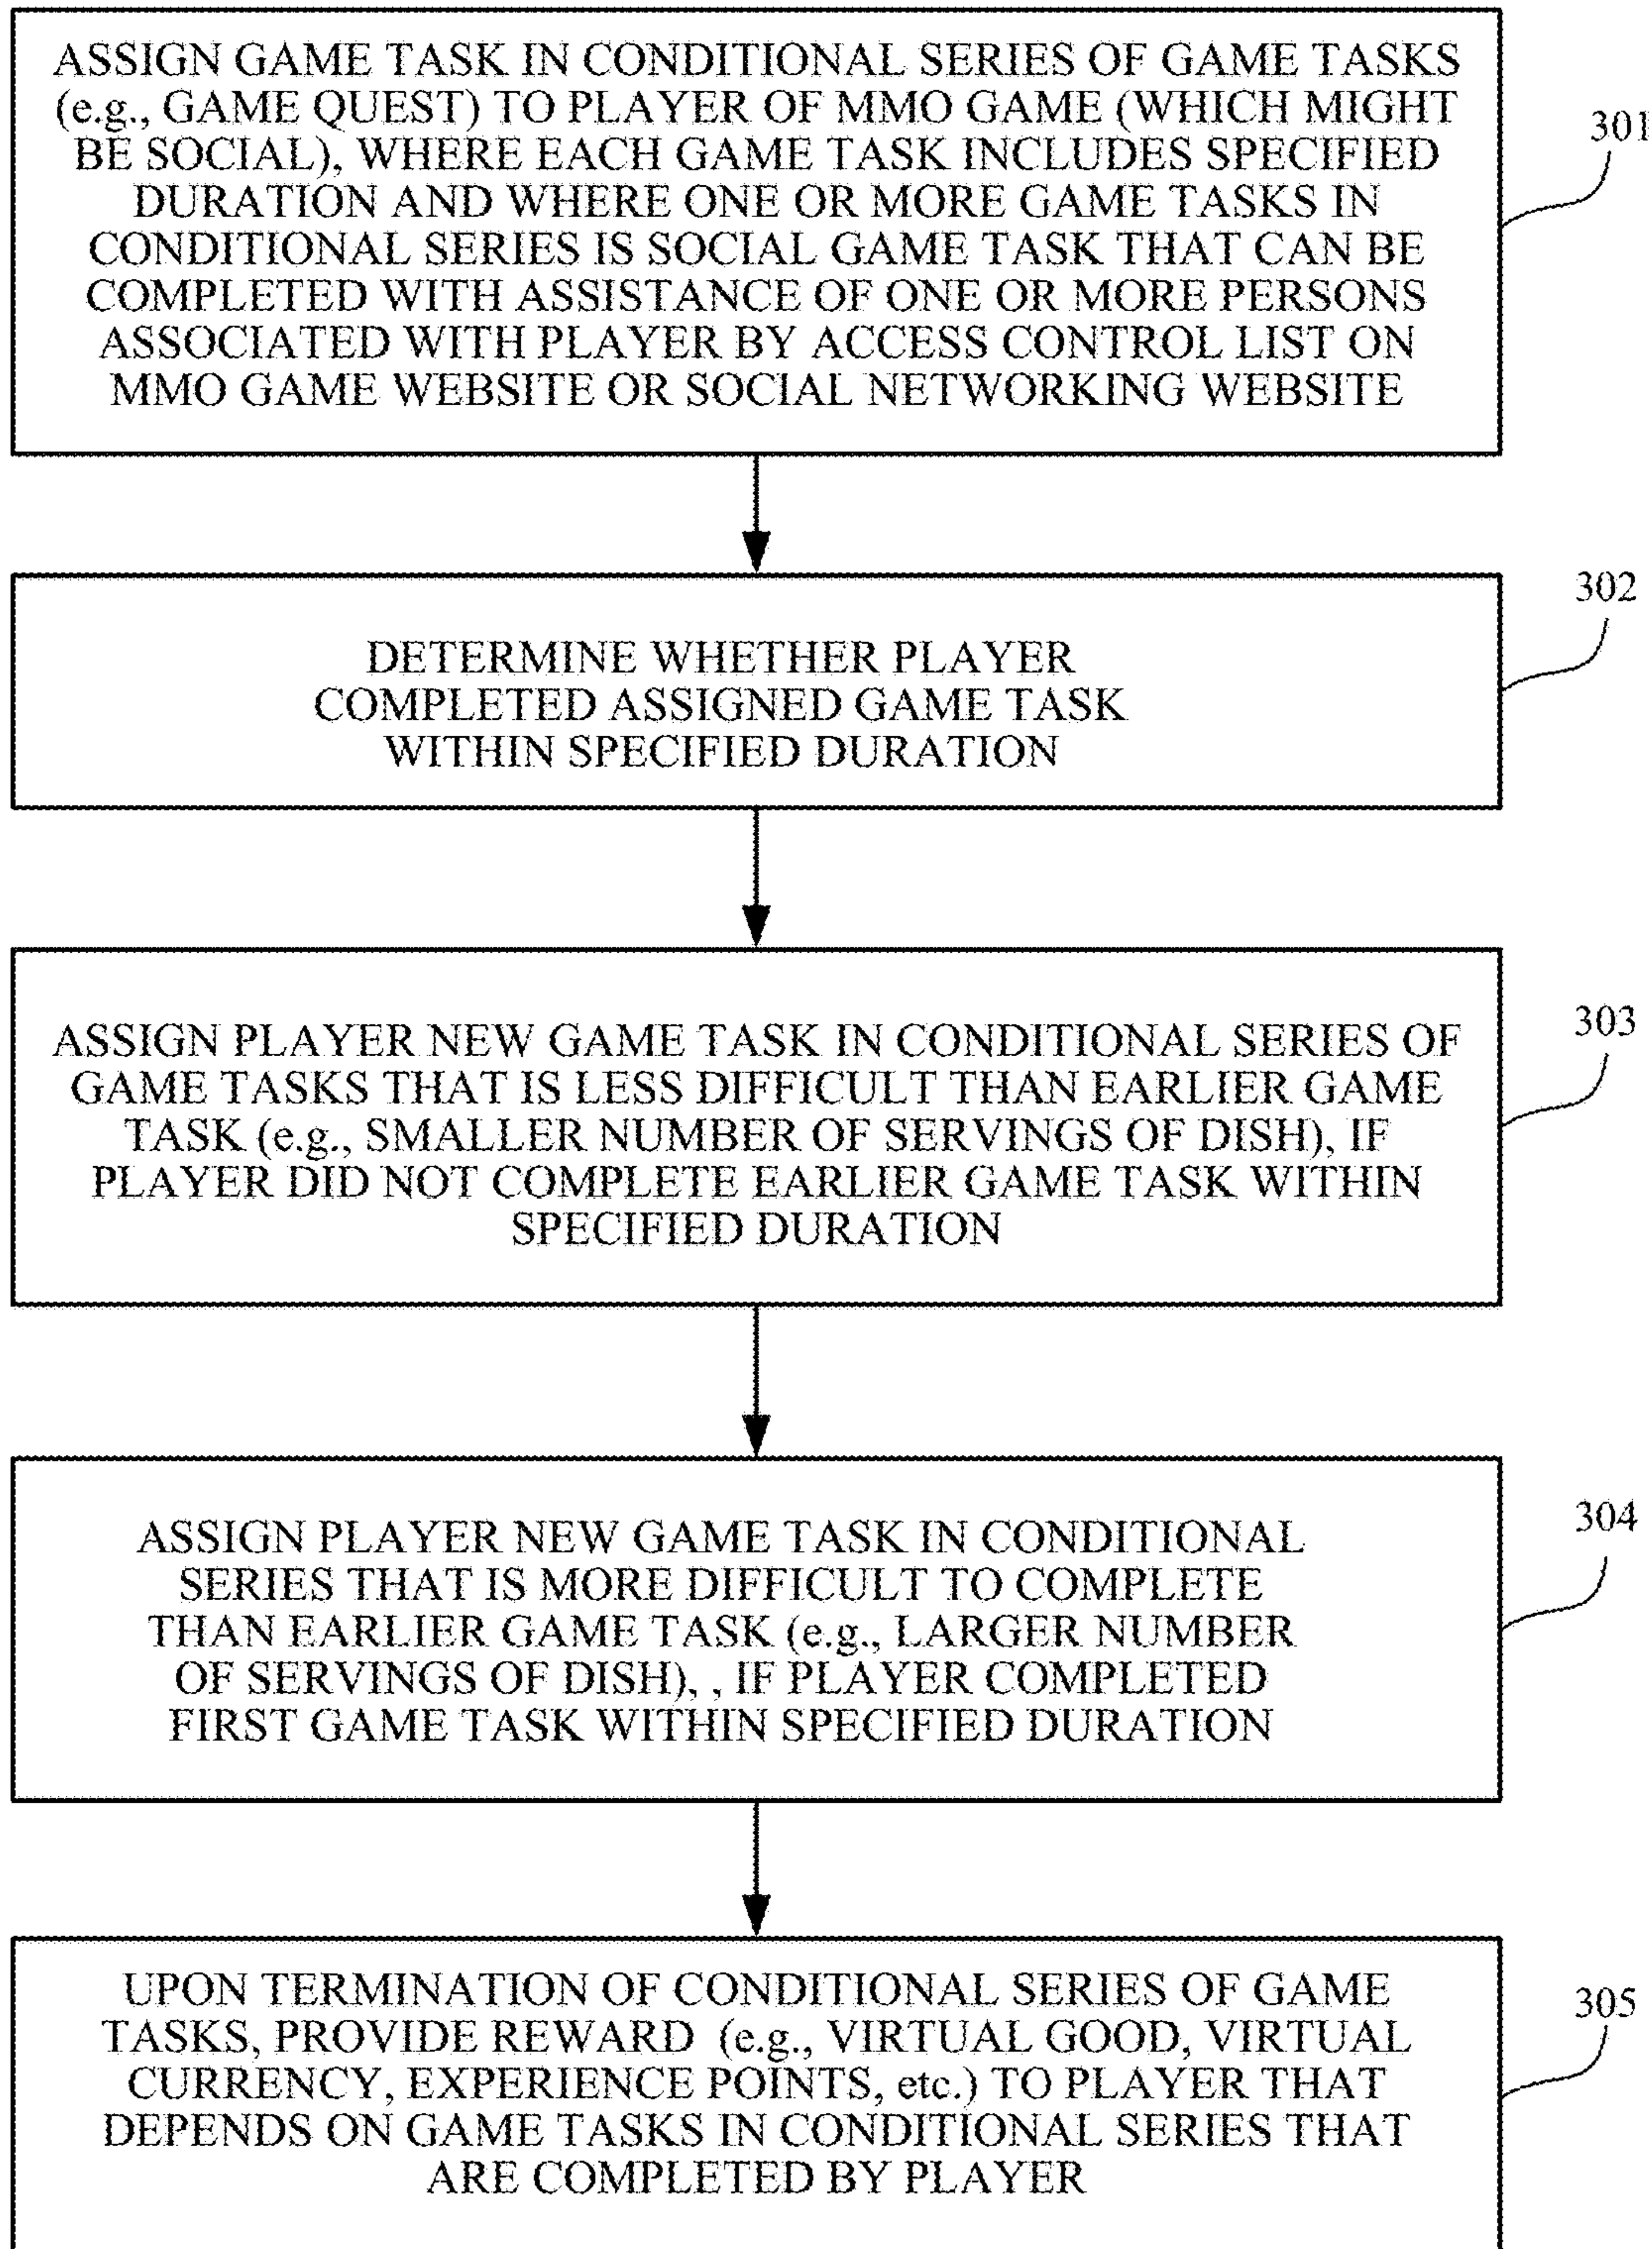 ASSIGN GAME TASK IN CONDITIONAL SERIES OF GAME TASKS
(e.g., GAME QUEST) TO PLAYER OF MMO GAME (WHICH MIGHT
BE SOCIAL), WHERE EACH GAME TASK INCLUDES SPECIFIED
DURATION AND WHERE ONE OR MORE GAME TASKS IN
CONDITIONAL SERIES IS SOCIAL GAME TASK THAT CAN BE
COMPLETED WITH ASSISTANCE OF ONE OR MORE PERSONS
ASSOCIATED WITH PLAYER BY ACCESS CONTROL LIST ON
MMO GAME WEBSITE OR SOCIAL NETWORKING WEBSITE
301
302
DETERMINE WHETHER PLAYER
COMPLETED ASSIGNED GAME TASK
WITHIN SPECIFIED DURATION
303
ASSIGN PLAYER NEW GAME TASK IN CONDITIONAL SERIES OF
GAME TASKS THAT IS LESS DIFFICULT THAN EARLIER GAME
TASK (e.g., SMALLER NUMBER OF SERVINGS OF DISH), IF
PLAYER DID NOT COMPLETE EARLIER GAME TASK WITHIN
SPECIFIED DURATION
304
ASSIGN PLAYER NEW GAME TASK IN CONDITIONAL
SERIES THAT IS MORE DIFFICULT TO COMPLETE
THAN EARLIER GAME TASK (e.g., LARGER NUMBER
OF SERVINGS OF DISH), , IF PLAYER COMPLETED
FIRST GAME TASK WITHIN SPECIFIED DURATION
305
UPON TERMINATION OF CONDITIONAL SERIES OF GAME
TASKS, PROVIDE REWARD (e.g., VIRTUAL GOOD, VIRTUAL
CURRENCY, EXPERIENCE POINTS, etc.) TO PLAYER THAT
DEPENDS ON GAME TASKS IN CONDITIONAL SERIES THAT
ARE COMPLETED BY PLAYER